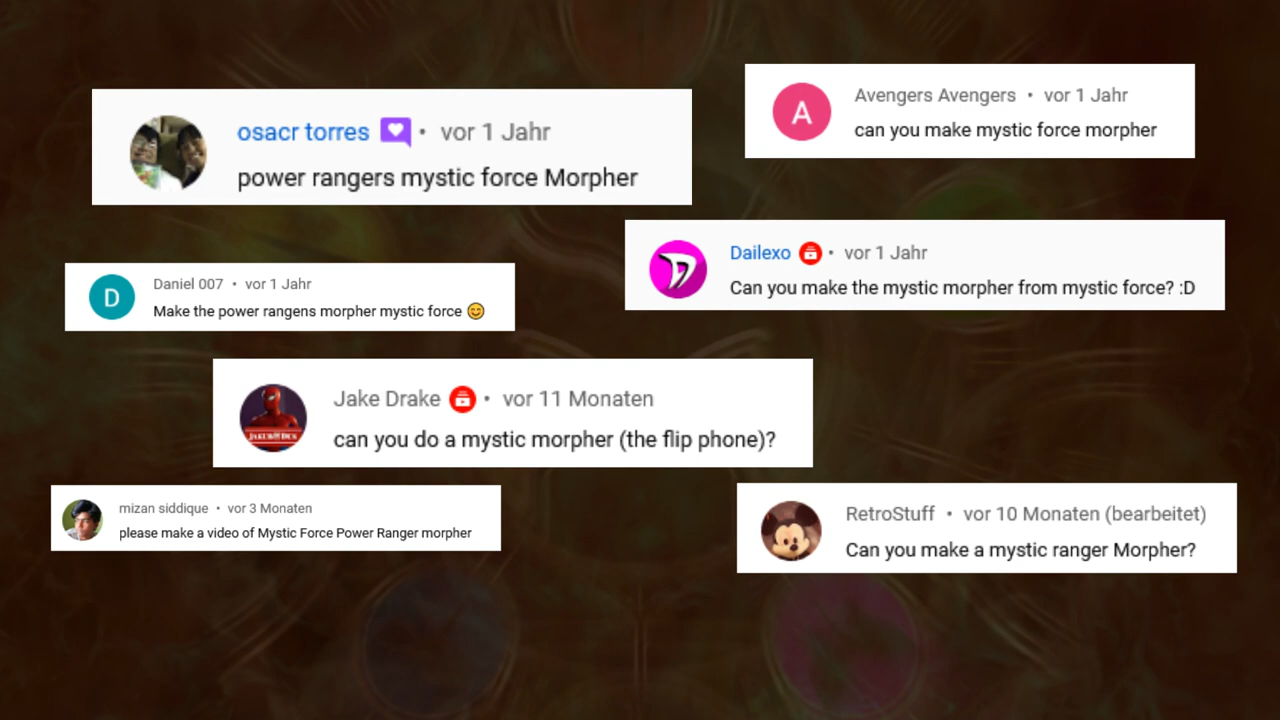 osacr torres • vor 1 Jahr
power rangers mystic force Morpher
A
Avengers Avengers • vor 1 Jahr
can you make mystic force morpher
Dailexo • vor 1 Jahr
Can you make the mystic morpher from mystic force? :D
D
Daniel 007 • vor 1 Jahr
Make the power rangens morpher mystic force 😊
Jake Drake • vor 11 Monaten
can you do a mystic morpher (the flip phone)?
mizan siddique • vor 3 Monaten
please make a video of Mystic Force Power Ranger morpher
RetroStuff • vor 10 Monaten (bearbeitet)
Can you make a mystic ranger Morpher?